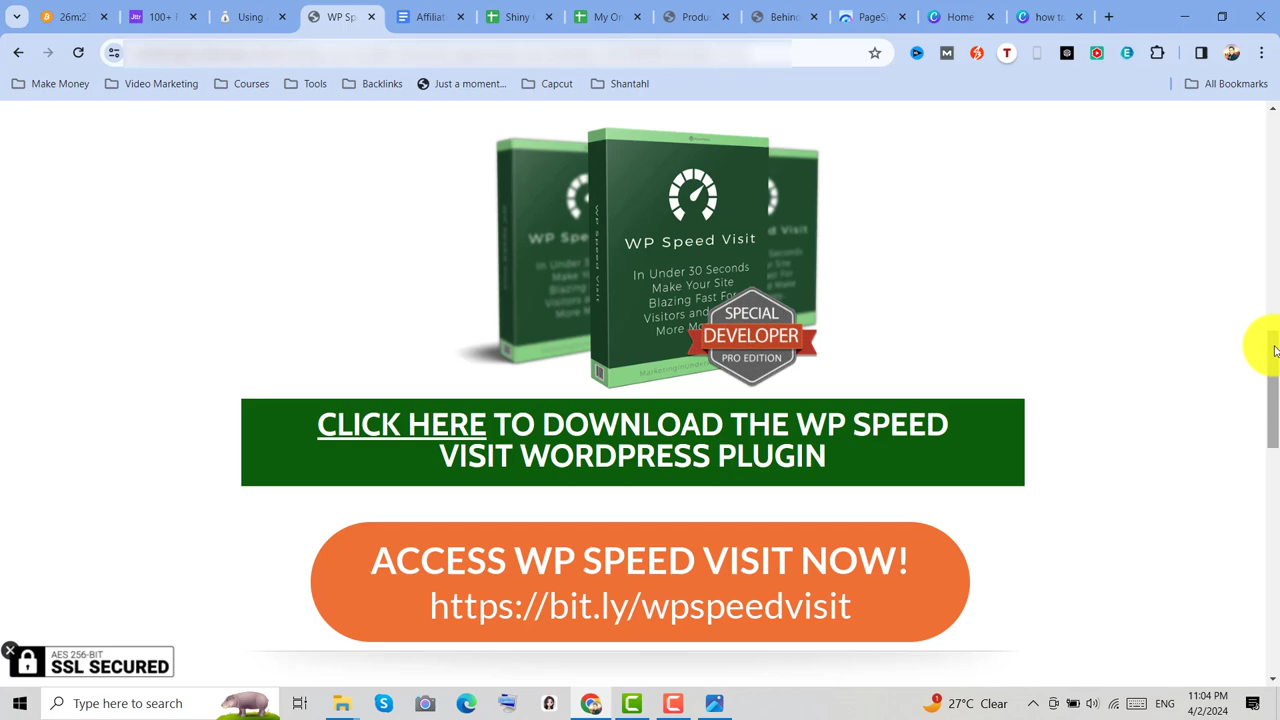 26m:2
100+
WP Sp
Affiliat
Shiny
My Or
Produ
Behin
PageS
Home
how to
Make Money
Video Marketing
Courses
Tools
Backlinks
Just a moment...
Capcut
Shantahl
All Bookmarks
WP Speed Visit
In Under 30 Seconds
Make Your Site
Blazing Fast For
Visitors and
More Mo
SPECIAL
DEVELOPER
PRO EDITION
CLICK HERE TO DOWNLOAD THE WP SPEED
VISIT WORDPRESS PLUGIN
ACCESS WP SPEED VISIT NOW!
https://bit.ly/wpspeedvisit
AES 256-BIT
SSL SECURED
Type here to search
27°C Clear
11:04 PM
4/2/2024